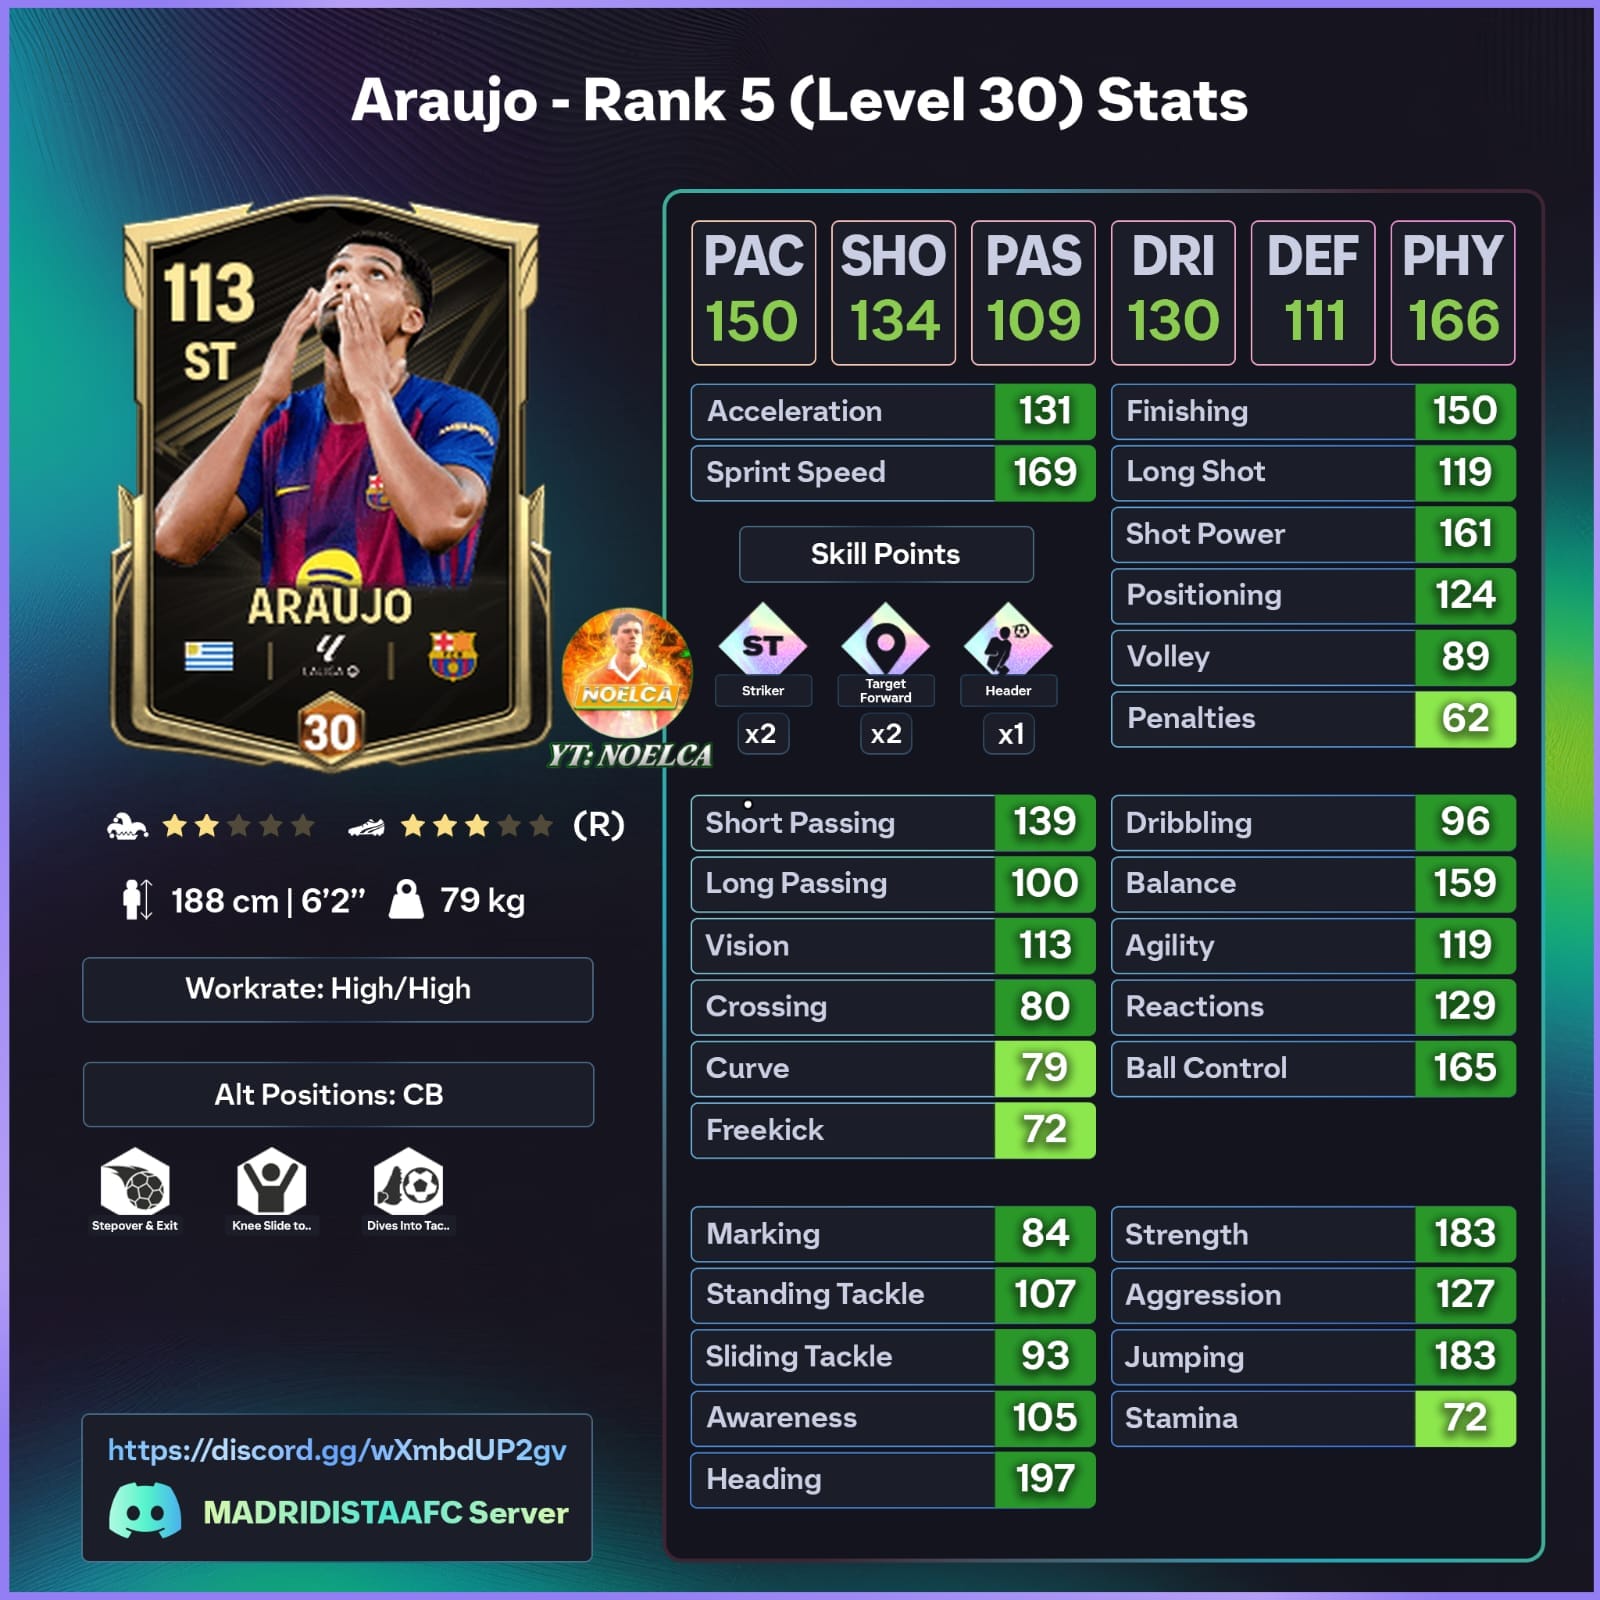 Araujo - Rank 5 (Level 30) Stats
113
ST
ARAUJO
LALIGA
30
NOELCA
YT: NOELCA
(R)
188 cm | 6’2” 79 kg
Workrate: High/High
Alt Positions: CB
Stepover & Exit Knee Slide to.. Dives Into Tac..
https://discord.gg/wXmbdUP2gv
MADRIDISTAAFC Server
PAC SHO PAS DRI DEF PHY
150 134 109 130 111 166
Acceleration 131
Sprint Speed 169
Skill Points
ST
Striker Target Forward Header
x2 x2 x1
Finishing 150
Long Shot 119
Shot Power 161
Positioning 124
Volley 89
Penalties 62
Short Passing 139
Long Passing 100
Vision 113
Crossing 80
Curve 79
Freekick 72
Dribbling 96
Balance 159
Agility 119
Reactions 129
Ball Control 165
Marking 84
Standing Tackle 107
Sliding Tackle 93
Awareness 105
Heading 197
Strength 183
Aggression 127
Jumping 183
Stamina 72